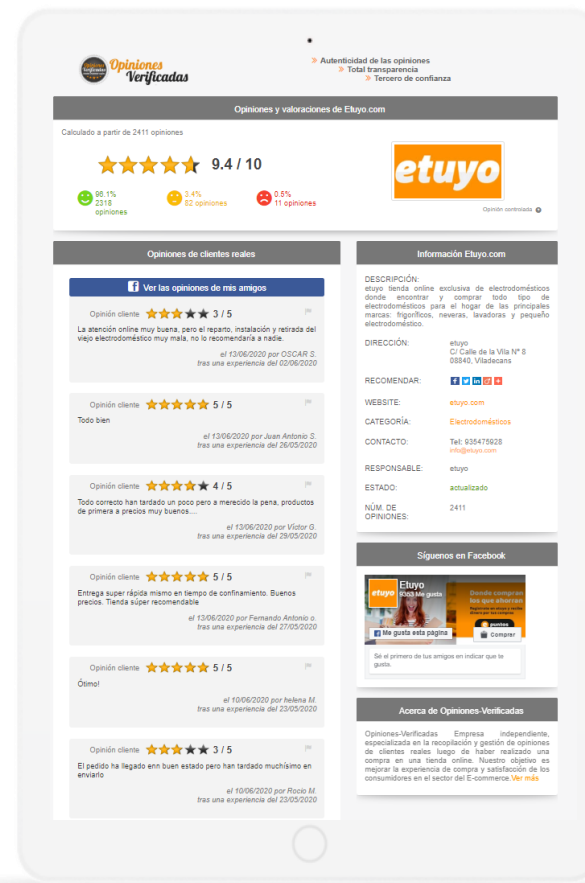 Opiniones
Verificadas
» Autenticidad de las opiniones
» Total transparencia
» Tercero de confianza
Opiniones y valoraciones de Etuyo.com
Calculado a partir de 2411 opiniones
9.4 / 10
96.1%
2318
opiniones
3.4%
82 opiniones
0.5%
11 opiniones
etuyo
Opinión controlada
Opiniones de clientes reales
Ver las opiniones de mis amigos
Opinión cliente 3 / 5
La atención online muy buena, pero el reparto, instalación y retirada del
viejo electrodoméstico muy mala, no lo recomendaría a nadie.
el 13/06/2020 por OSCAR S.
tras una experiencia del 02/06/2020
Opinión cliente 5 / 5
Todo bien
el 13/06/2020 por Juan Antonio S.
tras una experiencia del 26/05/2020
Opinión cliente 4 / 5
Todo correcto han tardado un poco pero a merecido la pena, productos
de primera a precios muy buenos....
el 13/06/2020 por Víctor G.
tras una experiencia del 29/05/2020
Opinión cliente 5 / 5
Entrega super rápida mismo en tiempo de confinamiento. Buenos
precios. Tienda súper recomendable
el 13/06/2020 por Fernando Antonio o.
tras una experiencia del 27/05/2020
Opinión cliente 5 / 5
Ótimo!
el 10/06/2020 por helena M.
tras una experiencia del 23/05/2020
Opinión cliente 3 / 5
El pedido ha llegado enn buen estado pero han tardado muchísimo en
enviarlo
el 10/06/2020 por Rocio M.
tras una experiencia del 23/05/2020
Información Etuyo.com
DESCRIPCIÓN:
etuyo tienda online exclusiva de electrodomésticos
donde encontrar y comprar todo tipo de
electrodomésticos para el hogar de las principales
marcas: frigoríficos, neveras, lavadoras y pequeño
electrodoméstico.
DIRECCIÓN: etuyo
C/ Calle de la Vila Nº 8
08840, Viladecans
RECOMENDAR:
WEBSITE: etuyo.com
CATEGORÍA: Electrodomésticos
CONTACTO: Tel: 935475928
info@etuyo.com
RESPONSABLE: etuyo
ESTADO: actualizado
NÚM. DE
OPINIONES: 2411
Síguenos en Facebook
etuyo
Etuyo
9363 Me gusta
Donde compran
los que ahorran
puntos
Me gusta esta página
Comprar
Sé el primero de tus amigos en indicar que te
gusta.
Acerca de Opiniones-Verificadas
Opiniones-Verificadas Empresa independiente,
especializada en la recopilación y gestión de opiniones
de clientes reales luego de haber realizado una
compra en una tienda online. Nuestro objetivo es
mejorar la experiencia de compra y satisfacción de los
consumidores en el sector del E-commerce.Ver más